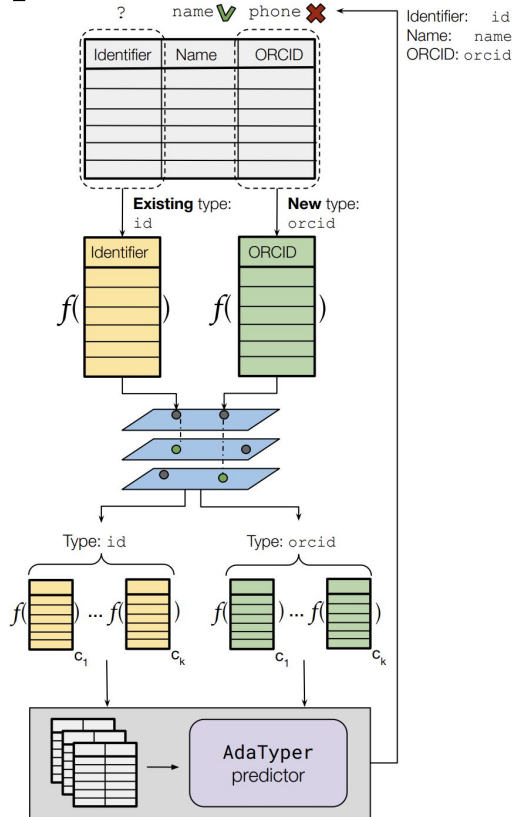 ? name phone
Identifier: id
Name: name
ORCID: orcid
Identifier Name ORCID
Existing type:
id
New type:
orcid
Identifier
ORCID
f( )
f( )
Type: id
Type: orcid
f( ) ... f( )
c1 ck
f( ) ... f( )
c1 ck
AdaTyper
predictor